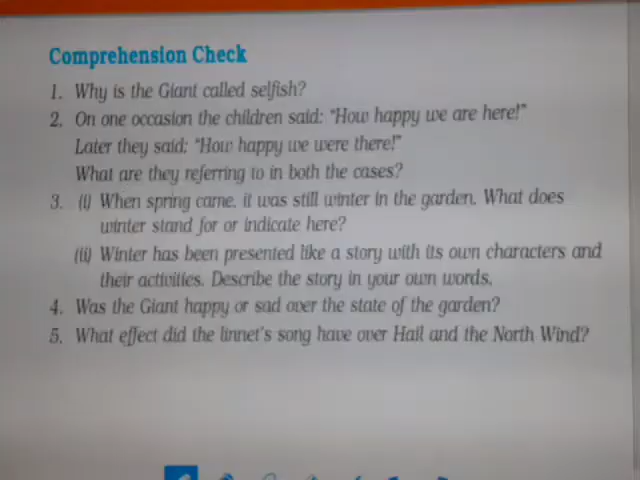 Comprehension Check
1. Why is the Giant called selfish?
2. On one occasion the children said: "How happy we are here!"
Later they said: "How happy we were there!"
What are they referring to in both the cases?
3. (i) When spring came, it was still winter in the garden. What does
winter stand for or indicate here?
(ii) Winter has been presented like a story with its own characters and
their activities. Describe the story in your own words.
4. Was the Giant happy or sad over the state of the garden?
5. What effect did the linnet's song have over Hail and the North Wind?